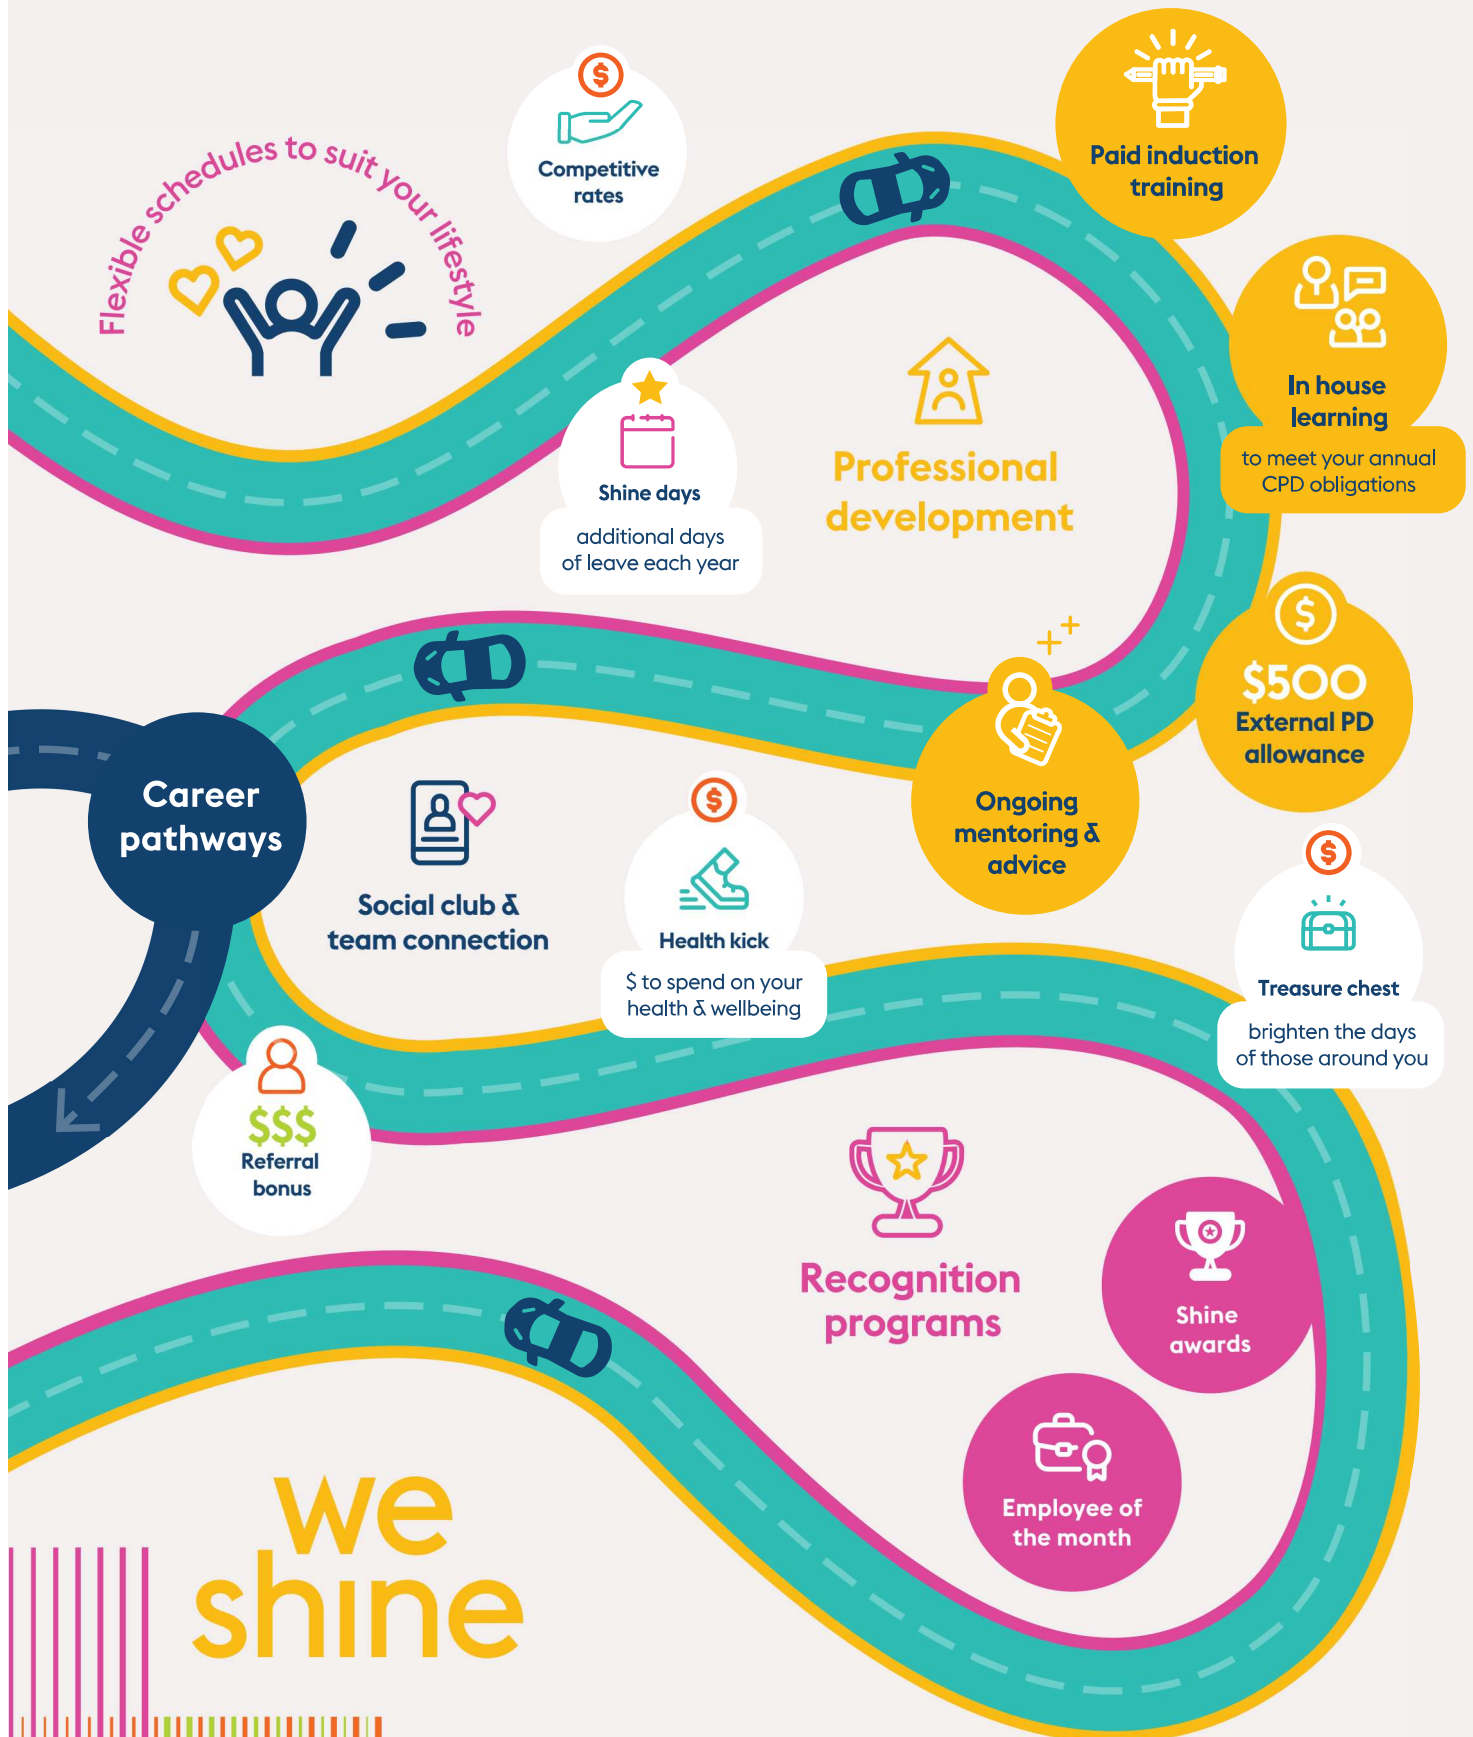 Flexible schedules to suit your lifestyle
$
Competitive
rates
Paid induction
training
In house
learning
to meet your annual
CPD obligations
Shine days
additional days
of leave each year
Professional
development
$
$500
External PD
allowance
Ongoing
mentoring &
advice
Career
pathways
Social club &
team connection
$
Health kick
$ to spend on your
health & wellbeing
$
Treasure chest
brighten the days
of those around you
$$$
Referral
bonus
Recognition
programs
Shine
awards
Employee of
the month
we
shine